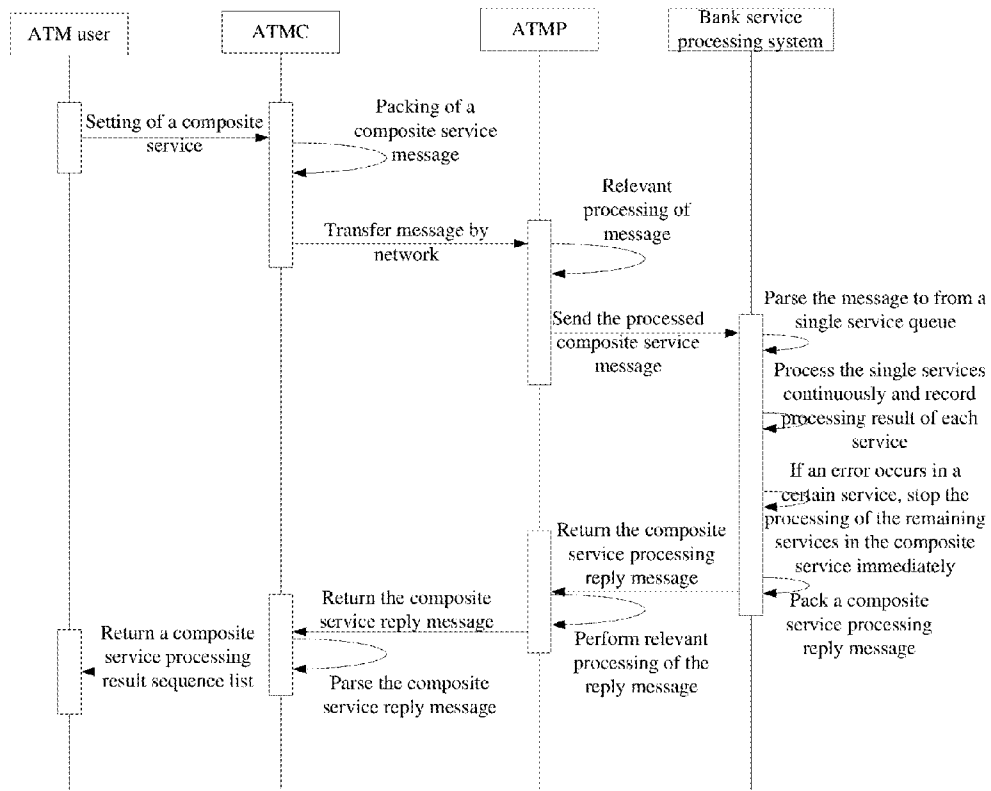 ATM user
ATMC
ATMP
Bank service
processing system
Setting of a composite
service
Packing of a
composite service
message
Transfer message by
network
Relevant
processing of
message
Send the processed
composite service
message
Parse the message to from a
single service queue
Process the single services
continuously and record
processing result of each
service
If an error occurs in a
certain service, stop the
processing of the remaining
services in the composite
service immediately
Pack a composite
service processing
reply message
Return the composite
service processing
reply message
Perform relevant
processing of the
reply message
Return the composite
service reply message
Parse the composite
service reply message
Return a composite
service processing
result sequence list